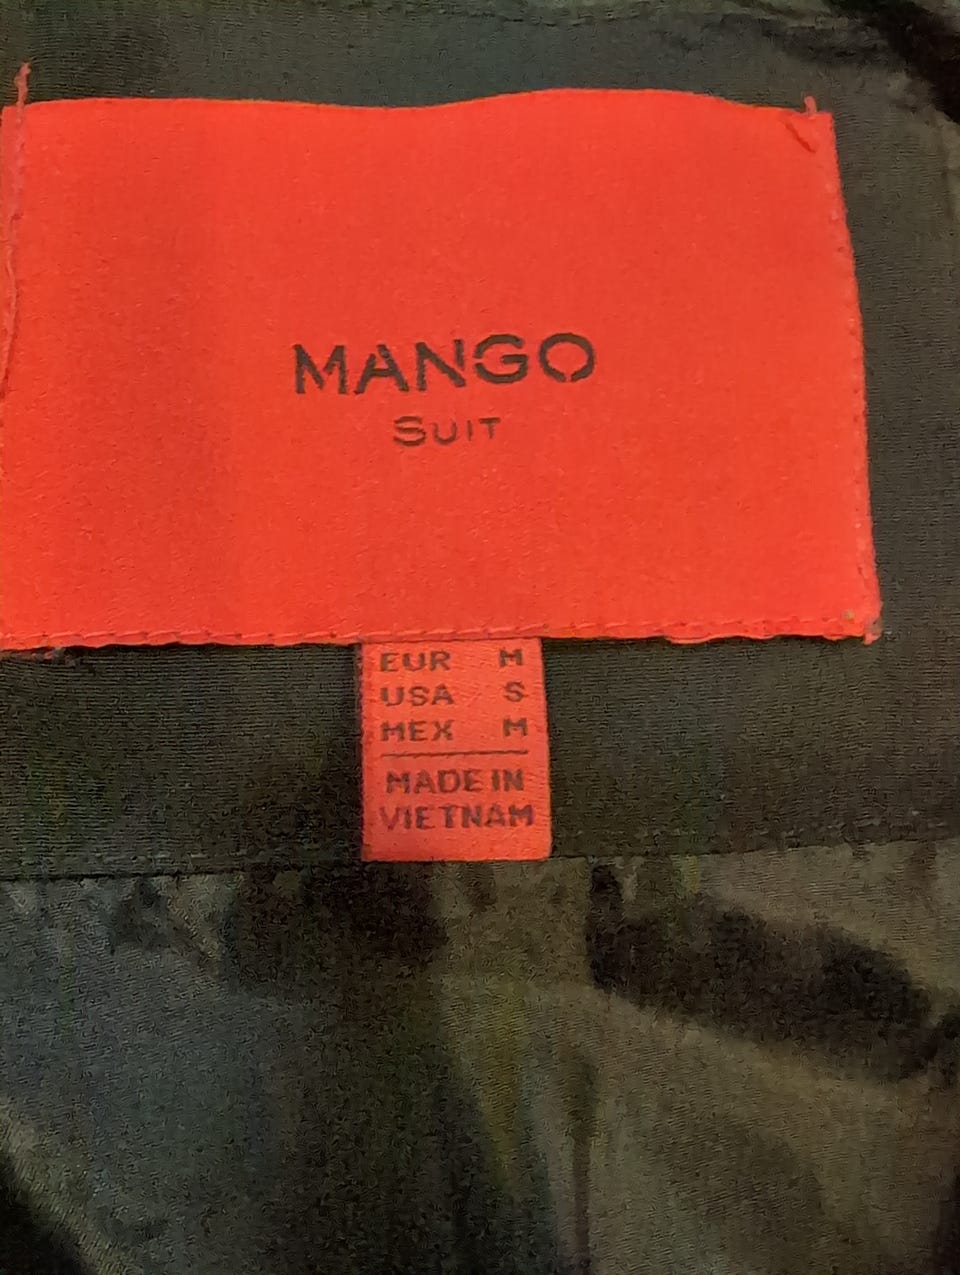 MANGO
SUIT
EUR M
USA S
MEX M
MADE IN
VIETNAM